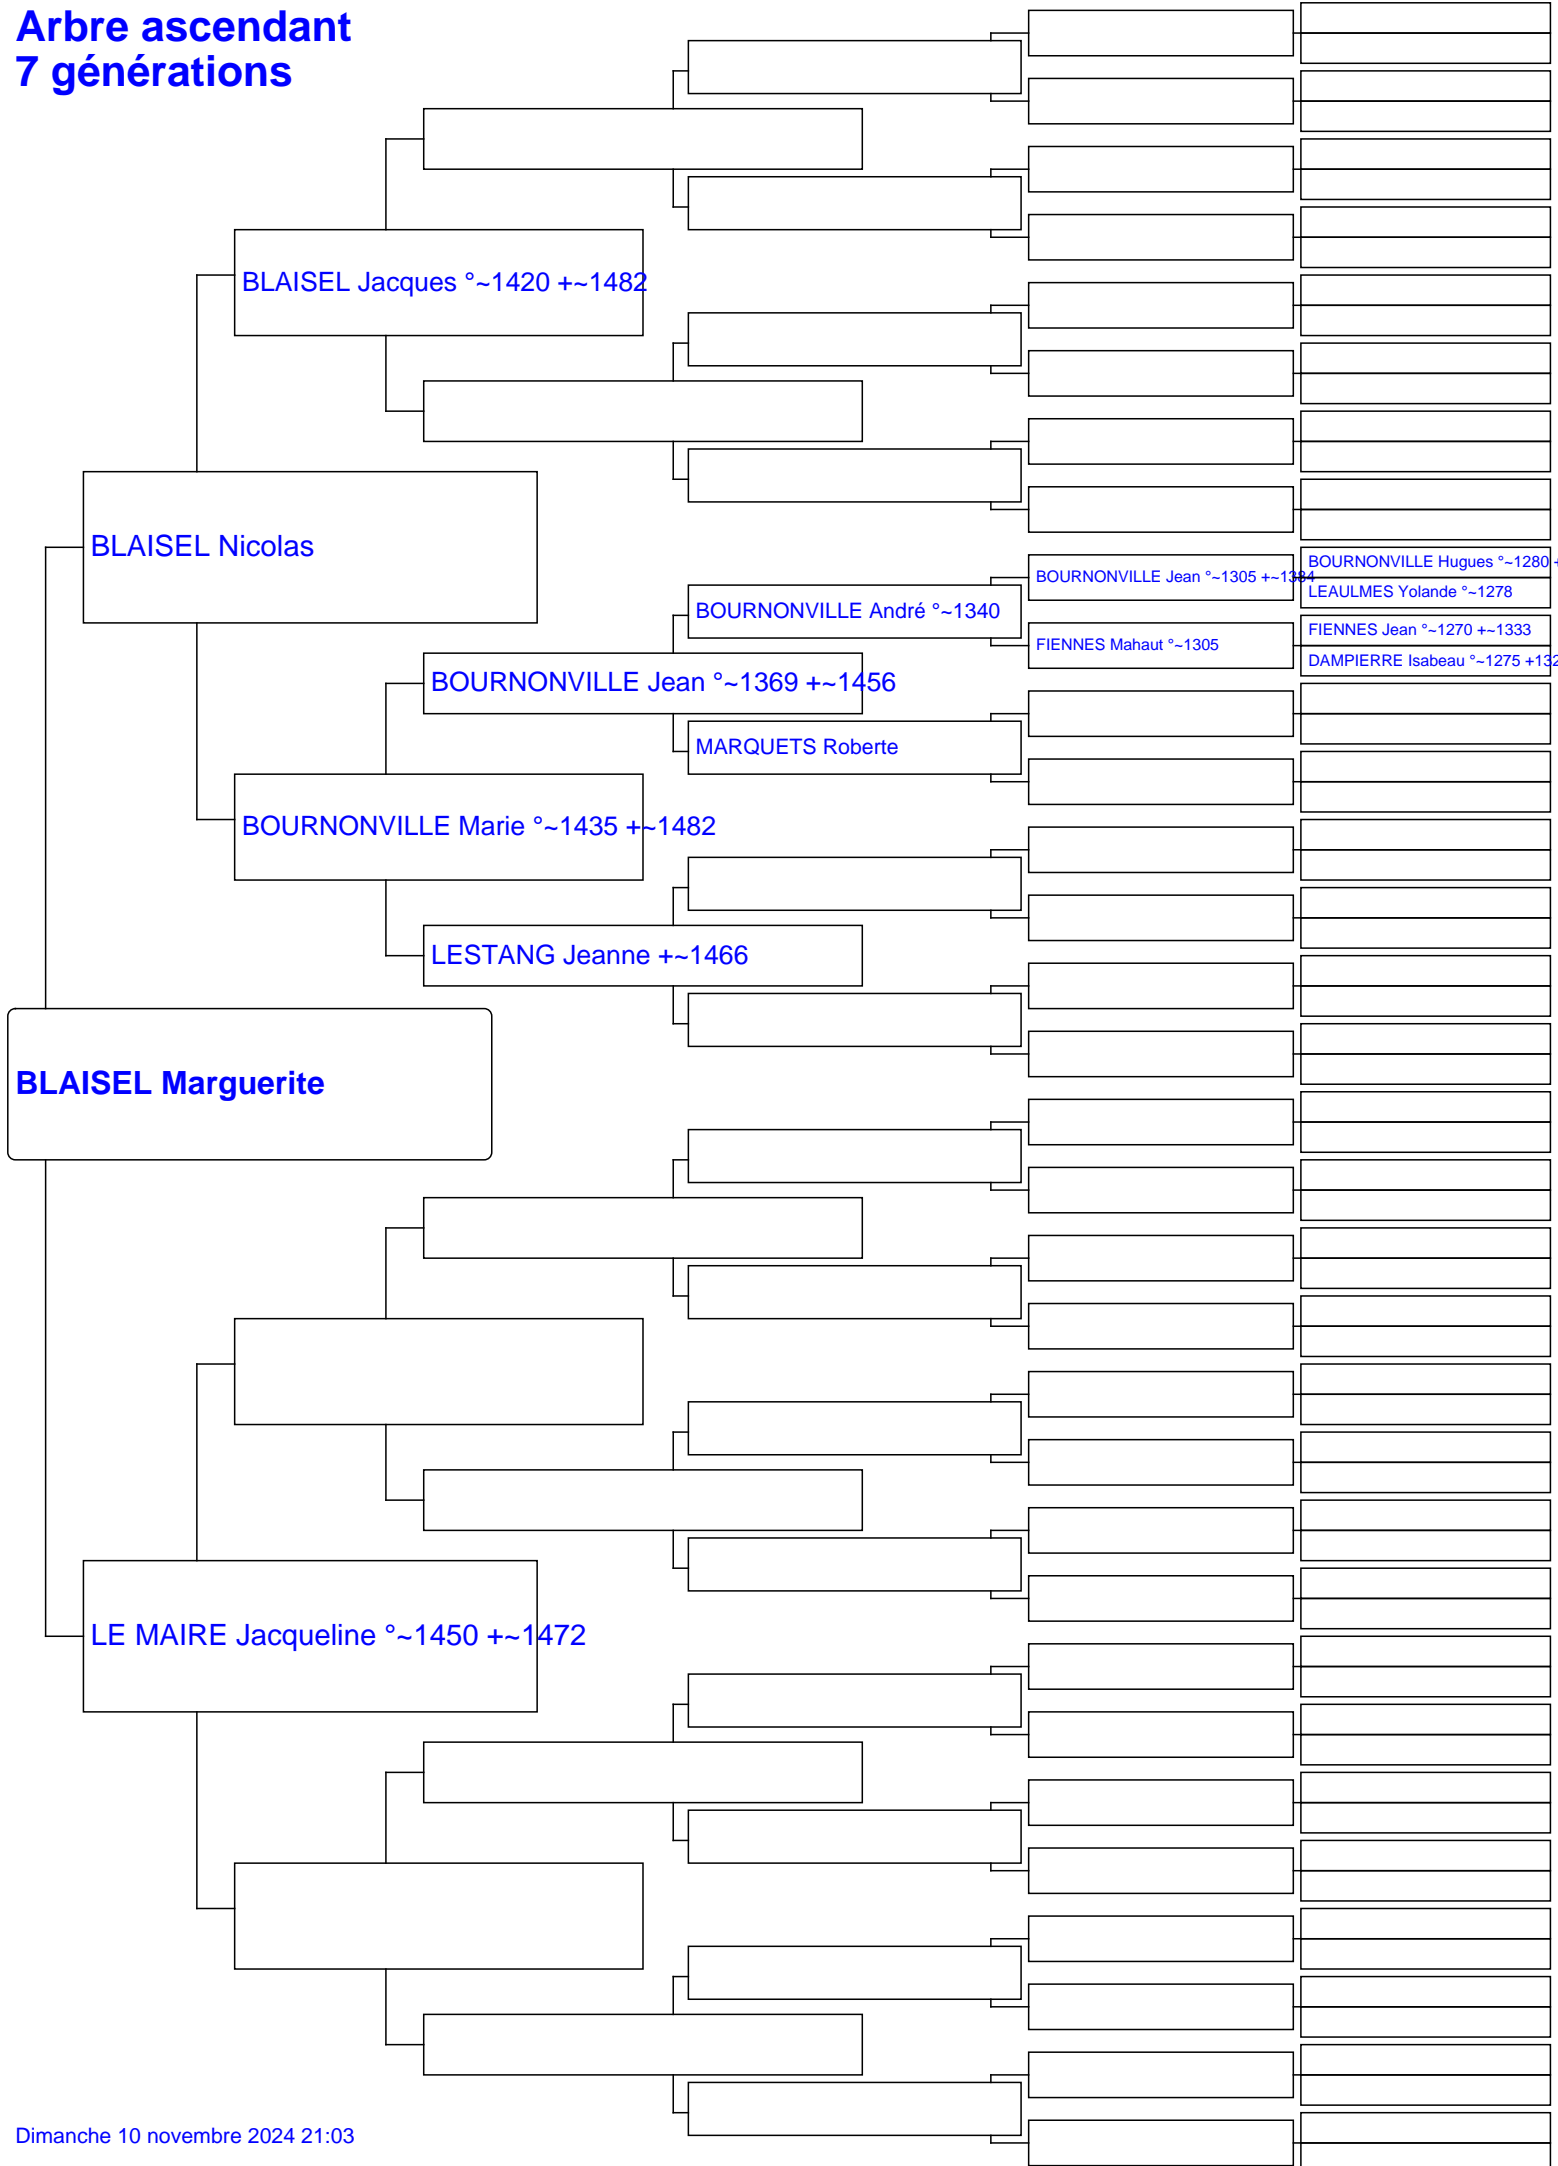 Arbre ascendant
7 générations
BLAISEL Jacques °~1420 +~1482
BLAISEL Nicolas
BOURNONVILLE Hugues °~1280 +
BOURNONVILLE Jean °~1305 +~1384
LEAULMES Yolande °~1278
BOURNONVILLE André °~1340
FIENNES Jean °~1270 +~1333
FIENNES Mahaut °~1305
DAMPIERRE Isabeau °~1275 +132
BOURNONVILLE Jean °~1369 +~1456
MARQUETS Roberte
BOURNONVILLE Marie °~1435 +~1482
LESTANG Jeanne +~1466
BLAISEL Marguerite
LE MAIRE Jacqueline °~1450 +~1472
Dimanche 10 novembre 2024 21:03